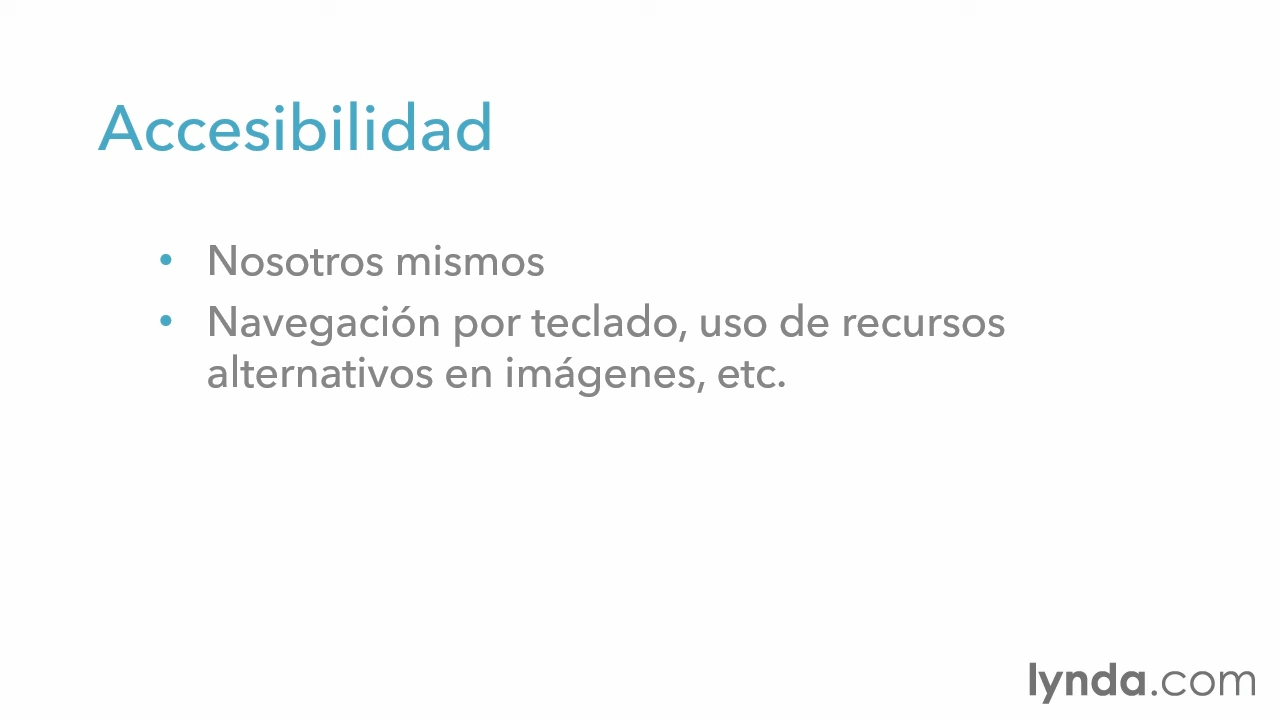 Accesibilidad
• Nosotros mismos
• Navegación por teclado, uso de recursos
alternativos en imágenes, etc.
lynda.com